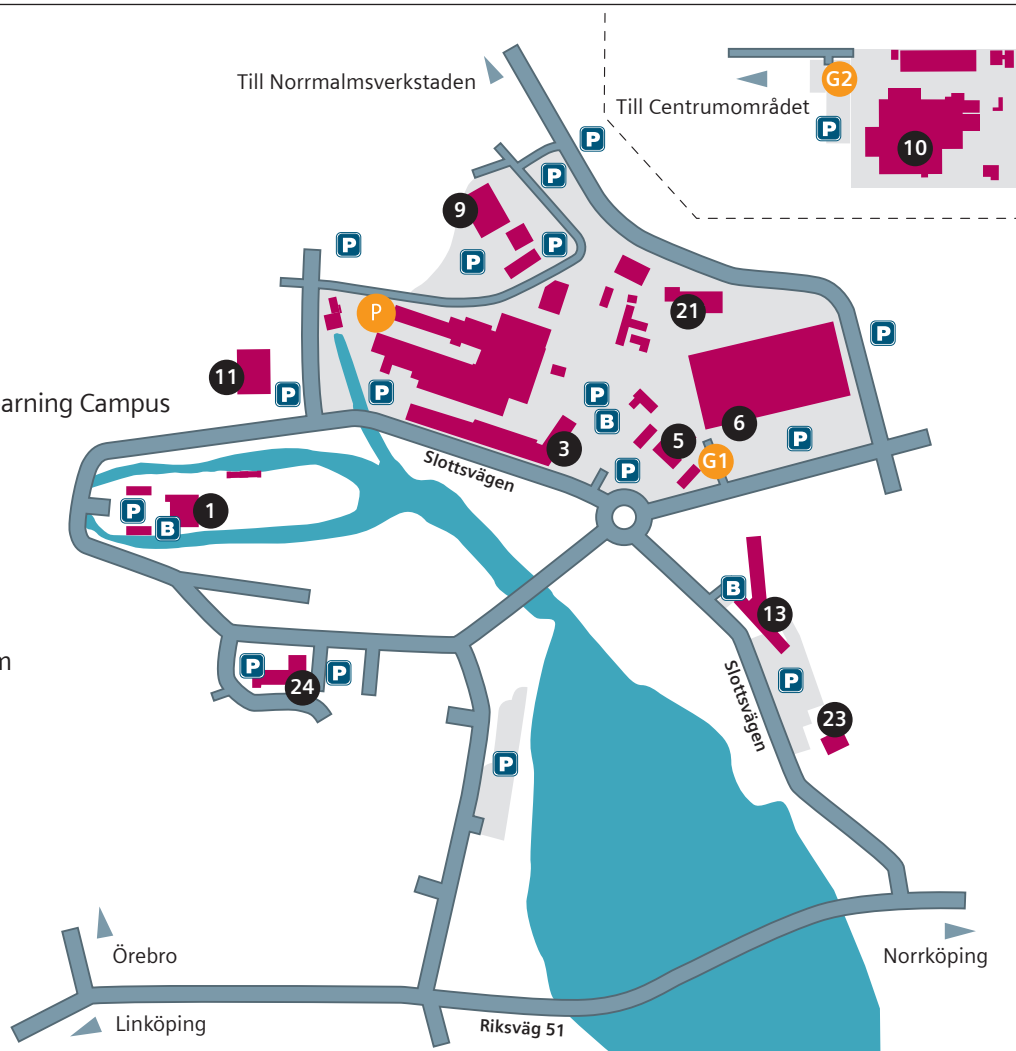 Till Norrmalmsverkstaden
G2
Till Centrumområdet
P
P
10
P
9
P
P
P
21
P
P
11
P
P
P
B
6
arning Campus
3
5
P
G1
P
Slottsvägen
1
P
B
B
13
P
24
P
m
Slottsvägen
P
23
P
Örebro
Norrköping
Linköping
Riksväg 51